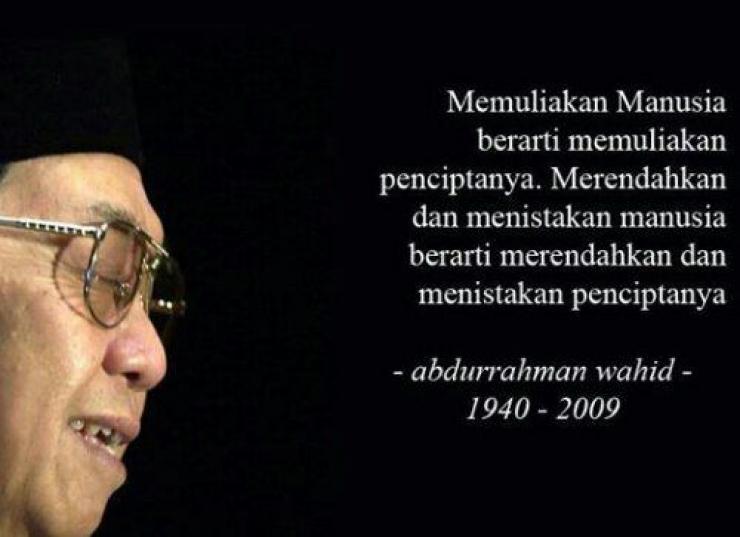 Memuliakan Manusia
berarti memuliakan
penciptanya. Merendahkan
dan menistakan manusia
berarti merendahkan dan
menistakan penciptanya
- abdurrahman wahid -
1940 - 2009